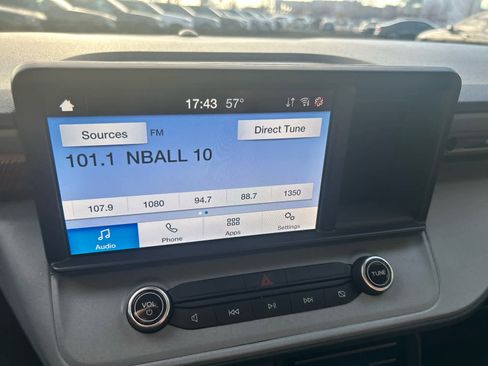 17:43 57°
Sources FM Direct Tune
101.1 NBALL 10
107.9 1080 94.7 88.7 1350
Audio Phone Apps Settings
VOL TUNE